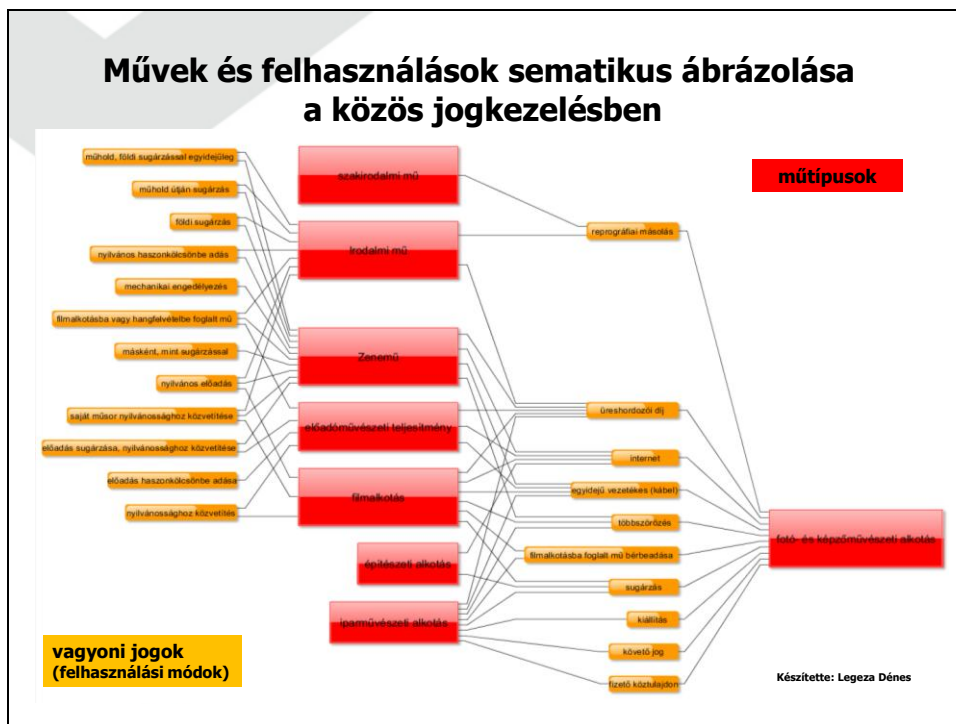 Művek és felhasználások sematikus ábrázolása
a közös jogkezelésben
műhold, földi sugárzással egyidejűleg
műhold útján sugárzás
földi sugárzás
nyilvános haszonkölcsönbe adás
mechanikai engedélyezés
filmalkotásba vagy hangfelvételbe foglalt mű
másként, mint sugárzással
nyilvános előadás
saját műsor nyilvánossághoz közvetítése
előadás sugárzása, nyilvánossághoz közvetítése
előadás haszonkölcsönbe adása
nyilvánossághoz közvetítés
szakirodalmi mű
Irodalmi mű
Zenemű
előadóművészeti teljesítmény
filmalkotás
építészeti alkotás
iparművészeti alkotás
műtípusok
reprográfiai másolás
üreshordozói díj
internet
egyidejű vezetékes (kábel)
többszörözés
filmalkotásba foglalt mű bérbeadása
sugárzás
kiállítás
követő jog
fizető köztulajdon
fotó- és képzőművészeti alkotás
vagyoni jogok
(felhasználási módok)
Készítette: Legeza Dénes